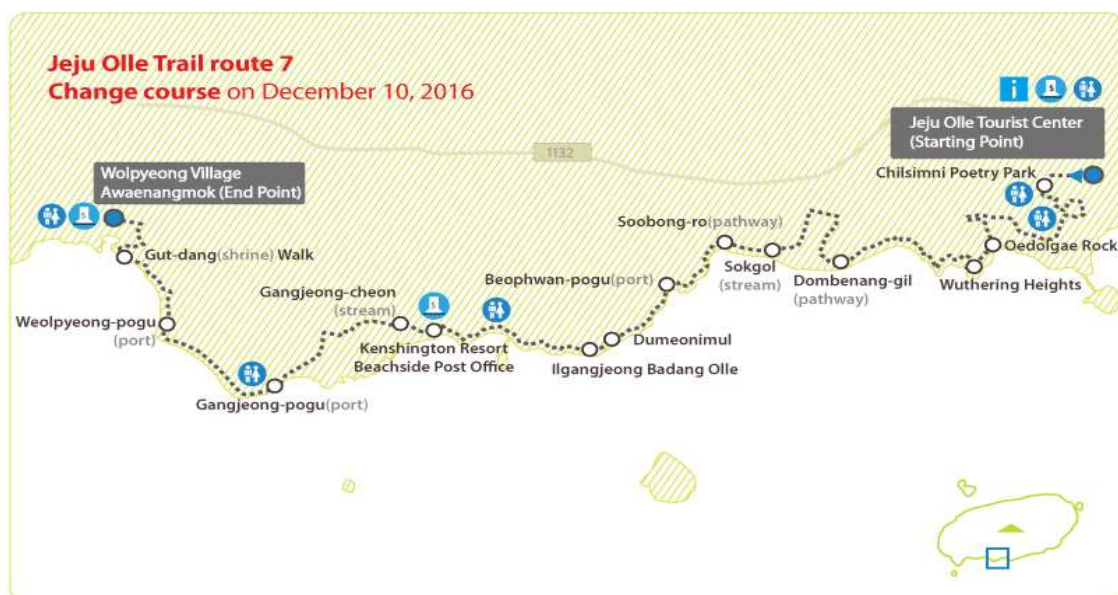 Jeju Olle Trail route 7
Change course on December 10, 2016
i
S
Jeju Olle Tourist Center
(Starting Point)
1132
Wolpyeong Village
Awaenangmok (End Point)
S
Chilsimni Poetry Park
Soobong-ro(pathway)
Oedolgae Rock
Gut-dang(shrine) Walk
Sokgol
(stream)
Beophwan-pogu(port)
Dombenang-gil
(pathway)
Wuthering Heights
Gangjeong-cheon
(stream)
S
Weolpyeong-pogu
(port)
Kenshington Resort
Beachside Post Office
Dumeonimul
Ilgangjeong Badang Olle
Gangjeong-pogu(port)